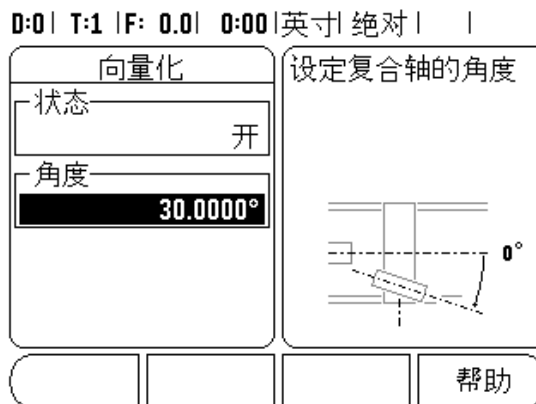 D:0 | T:1 | F: 0.0 | 0:00 | 英寸 | 绝对 | |
向量化
状态
开
角度
30.0000°
设定复合轴的角度
0°
帮助